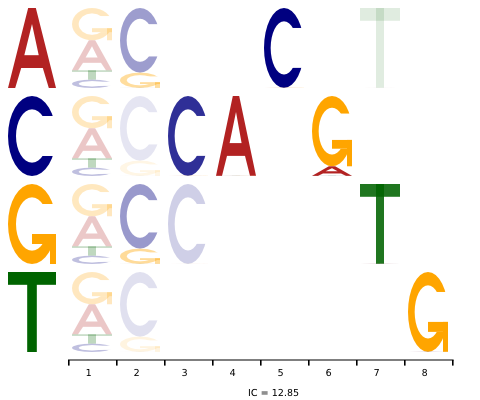 A G A T C C G C T
C G A T C C G C A G A
G G A T C C G C T
T G A T C C G G
1 2 3 4 5 6 7 8
IC = 12.85